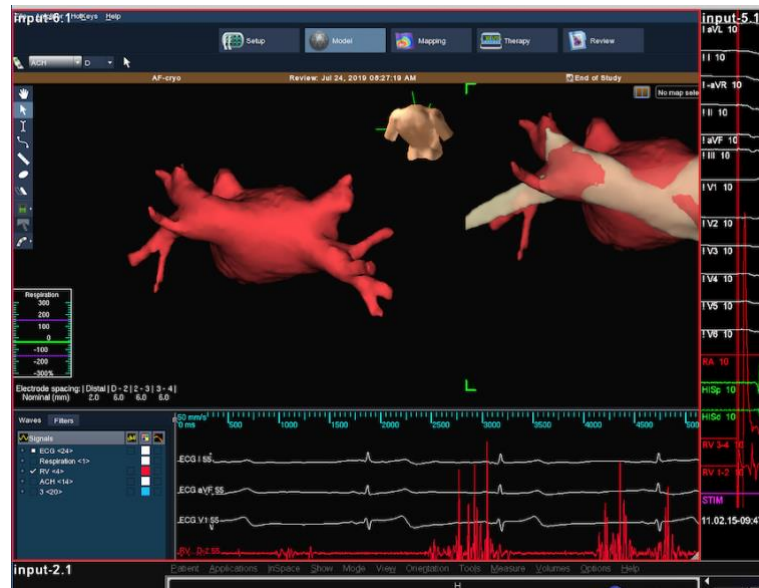 input-6.1
HotKeys Help
Setup
Model
Mapping
Therapy
Review
ACH
D
AF-cryo
Review: Jul 24, 2019 08:27:19 AM
End of Study
No map sele
Respiration
300
200
100
0
-100
-200
-300%
Electrode spacing: | Distal | D - 2 | 2 - 3 | 3 - 4 |
Nominal (mm) 2.0 6.0 6.0 6.0
Waves Filters
Signals
ECG <24>
Respiration <1>
RV <4>
ACH <14>
3 <20>
50 mm/s
0 ms 500 1000 1500 2000 2500 3000 3500 4000 4500 50
ECG I 55
ECG aVF 55
ECG V1 55
RV D-2 55
input-5.1
! aVL 10
! I 10
!-aVR 10
! II 10
! aVF 10
! III 10
! V1 10
! V2 10
! V3 10
! V4 10
! V5 10
! V6 10
RA 10
HISp 10
RV 3-4 10
RV 1-2 10
STIM
11.02.15-09:4
input-2.1
Patient Applications InSpace Show Mode View Orientation Tools Measure Volumes Options Help
H